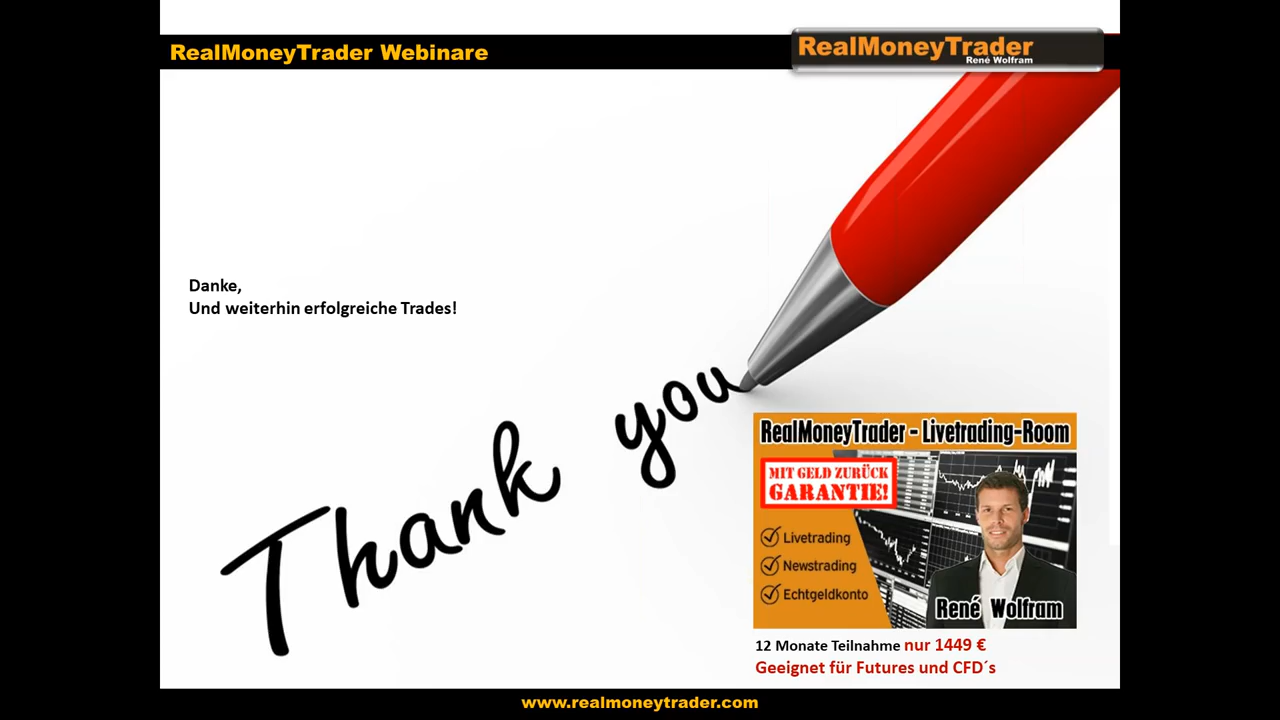 RealMoneyTrader Webinare
RealMoneyTrader
René Wolfram
Danke,
Und weiterhin erfolgreiche Trades!
Thank you
RealMoneyTrader - Livetrading-Room
MIT GELD ZURÜCK
GARANTIE!
Livetrading
Newstrading
Echtgeldkonto
René Wolfram
12 Monate Teilnahme nur 1449 €
Geeignet für Futures und CFD´s
www.realmoneytrader.com